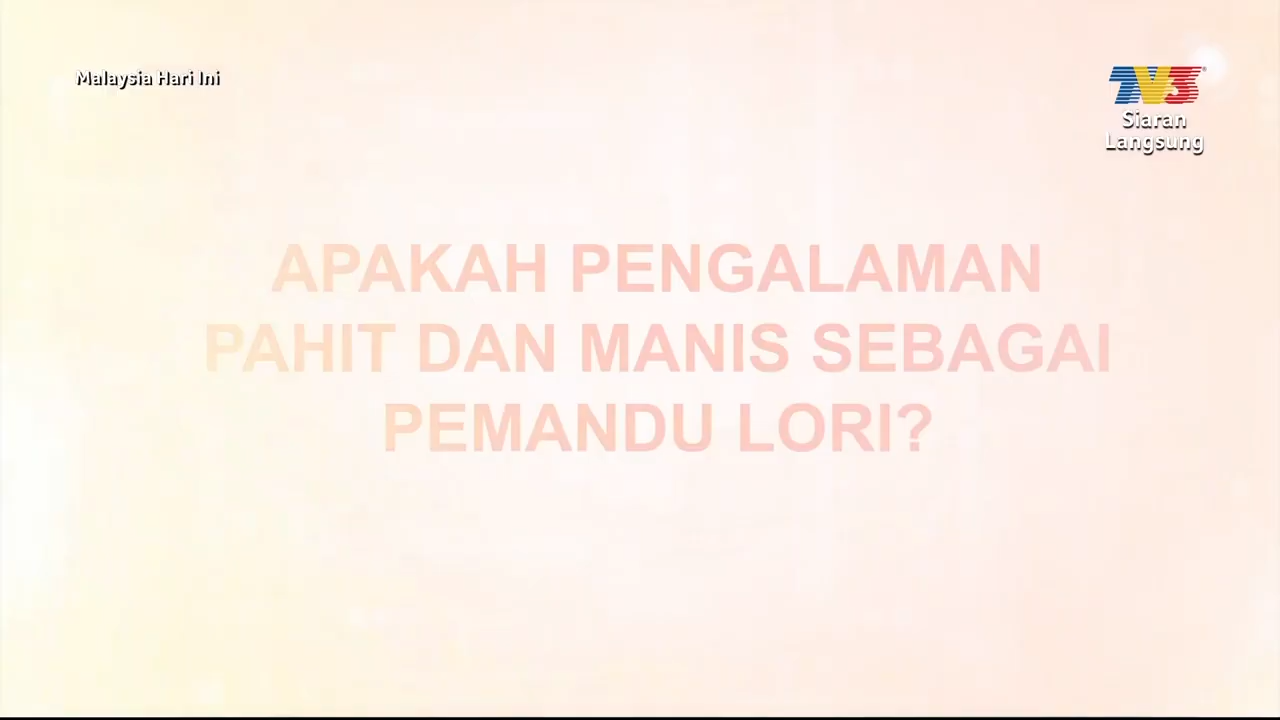 Malaysia Hari Ini
TV3
Siaran
Langsung
APAKAH PENGALAMAN
PAHIT DAN MANIS SEBAGAI
PEMANDU LORI?